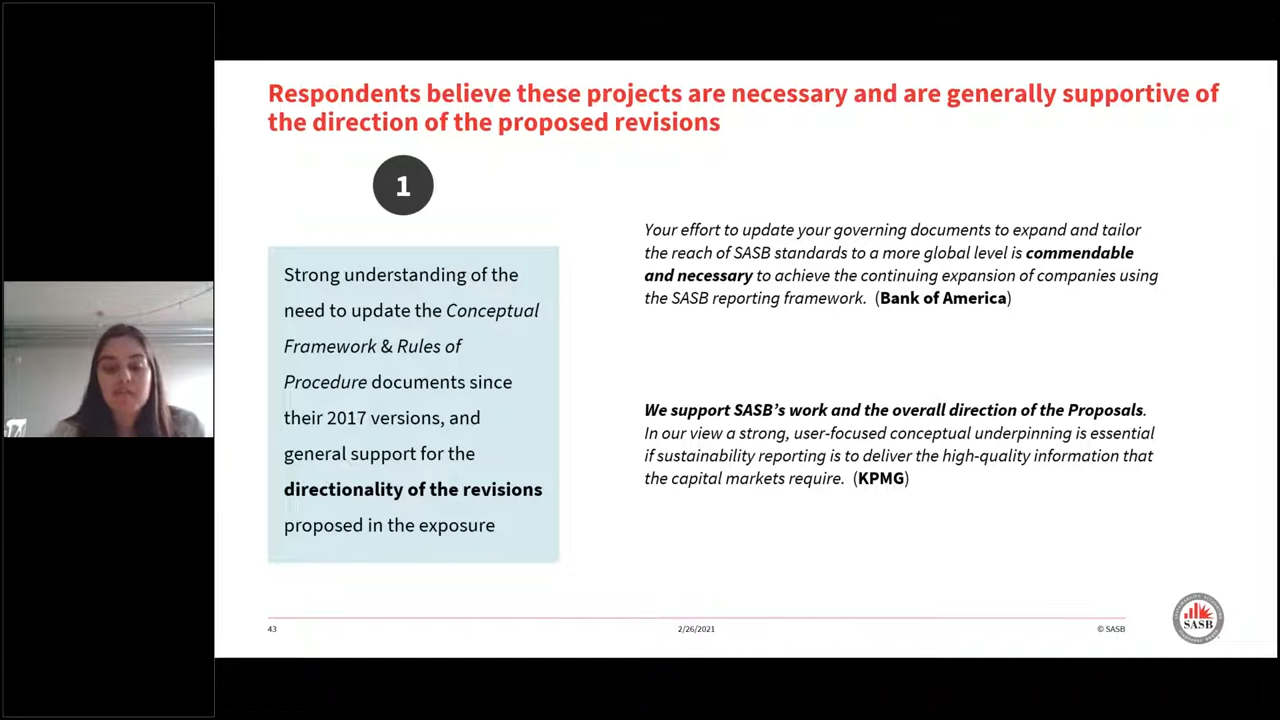 Respondents believe these projects are necessary and are generally supportive of
the direction of the proposed revisions
1
Strong understanding of the
need to update the Conceptual
Framework & Rules of
Procedure documents since
their 2017 versions, and
general support for the
directionality of the revisions
proposed in the exposure
Your effort to update your governing documents to expand and tailor
the reach of SASB standards to a more global level is commendable
and necessary to achieve the continuing expansion of companies using
the SASB reporting framework. (Bank of America)
We support SASB’s work and the overall direction of the Proposals.
In our view a strong, user-focused conceptual underpinning is essential
if sustainability reporting is to deliver the high-quality information that
the capital markets require. (KPMG)
43
2/26/2021
© SASB
SASB